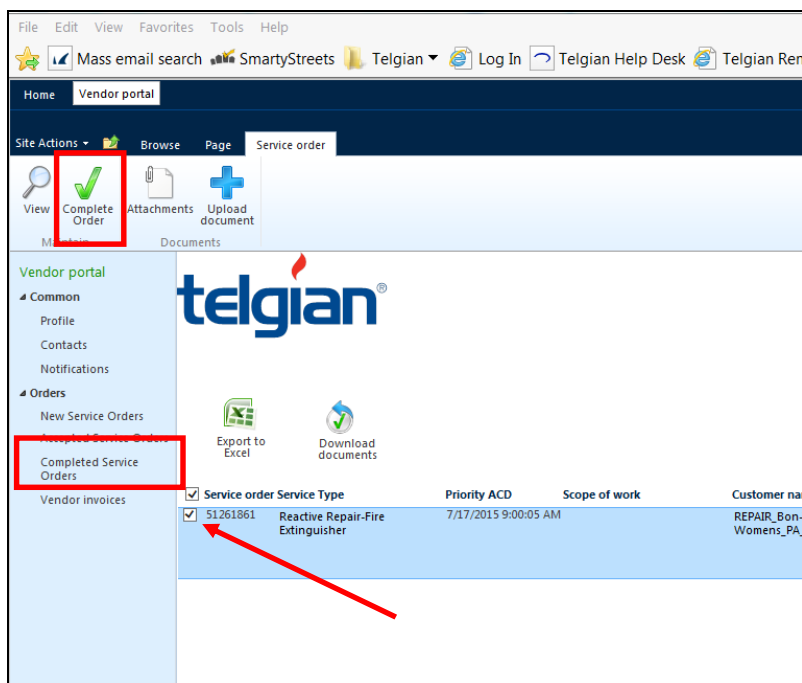 File Edit View Favorites Tools Help
Mass email search SmartyStreets Telgian Log In Telgian Help Desk Telgian Ren
Home Vendor portal
Site Actions Browse Page Service order
View Complete Order Attachments Upload document
Maintain Documents
Vendor portal
Common
Profile
Contacts
Notifications
Orders
New Service Orders
Accepted Service Orders
Completed Service
Orders
Vendor invoices
telgian®
Export to
Excel
Download
documents
Service order Service Type Priority ACD Scope of work Customer na
51261861 Reactive Repair-Fire 7/17/2015 9:00:05 AM REPAIR_Bon-
Extinguisher Womens_PA_